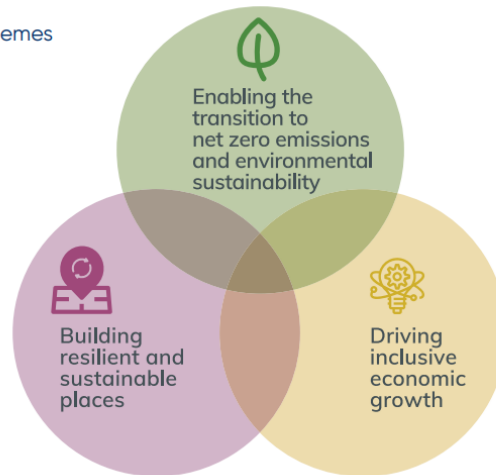 emes
Enabling the
transition to
net zero emissions
and environmental
sustainability
Building
resilient and
sustainable
places
Driving
inclusive
economic
growth